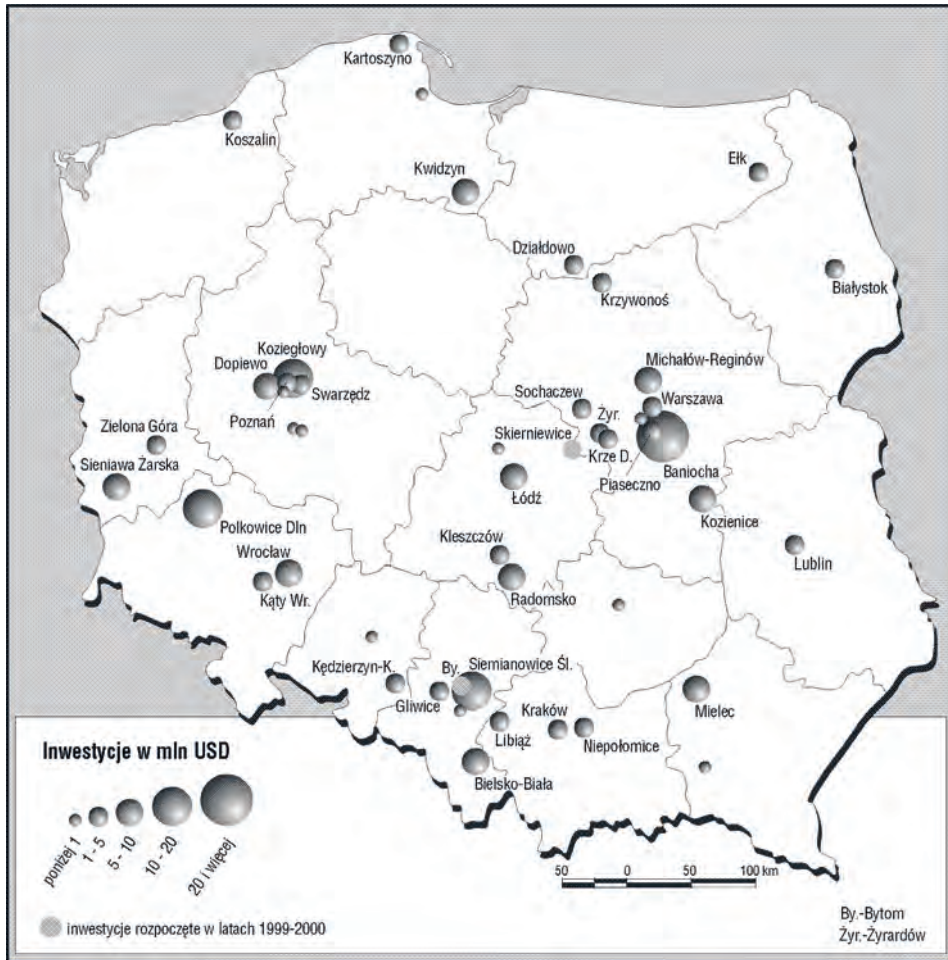 Kartoszyno
Koszalin
Kwidzyn
Ełk
Działdowo
Krzywonoś
Białystok
Koziegłowy
Dopiewo
Swarzędz
Poznań
Michałów-Reginów
Sochaczew
Warszawa
Żyr.
Skierniewice
Krze D.
Piaseczno
Baniocha
Zielona Góra
Sieniawa Żarska
Łódź
Kozienice
Polkowice Dln
Wrocław
Kąty Wr.
Kleszczów
Radomsko
Lublin
Kędzierzyn-K.
By.
Siemianowice Śl.
Gliwice
Libiąż
Kraków
Niepołomice
Mielec
Bielsko-Biała
Inwestycje w mln USD
poniżej 1
1 - 5
5 - 10
10 - 20
20 i więcej
50 0 50 100 km
inwestycje rozpoczęte w latach 1999-2000
By.-Bytom
Żyr.-Żyrardów